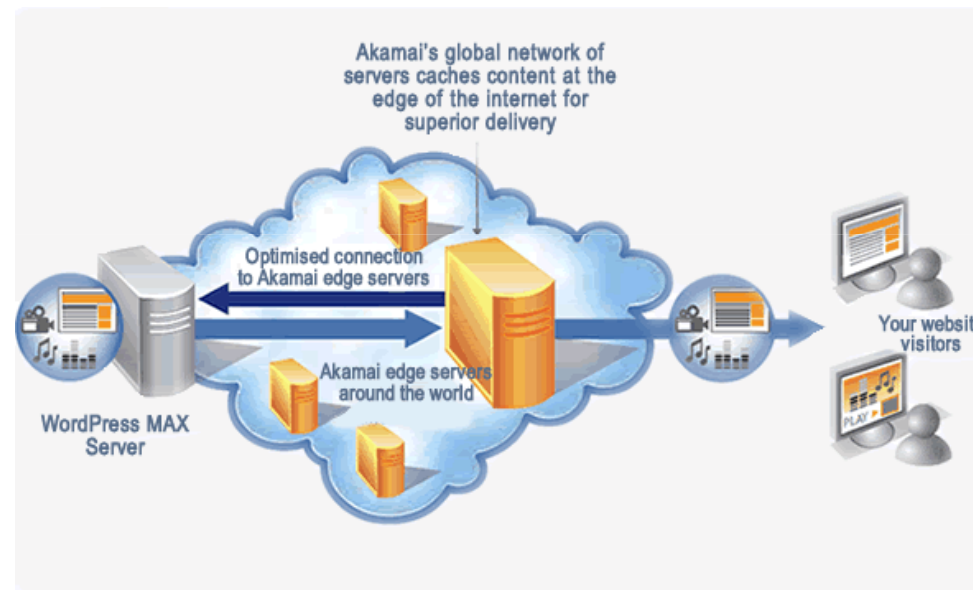 Akamai's global network of
servers caches content at the
edge of the internet for
superior delivery
Optimised connection
to Akamai edge servers
Akamai edge servers
around the world
WordPress MAX
Server
Your websit
visitors
PLAY